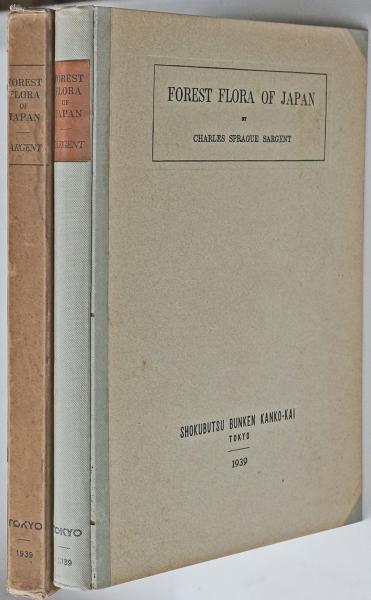 FOREST
FLORA
OF
JAPAN
SARGENT
TOKYO
1939
FOREST
FLORA
OF
JAPAN
SARGENT
TOKYO
1939
FOREST FLORA OF JAPAN
BY
CHARLES SPRAGUE SARGENT
SHOKUBUTSU BUNKEN KANKO-KAI
TOKYO
1939